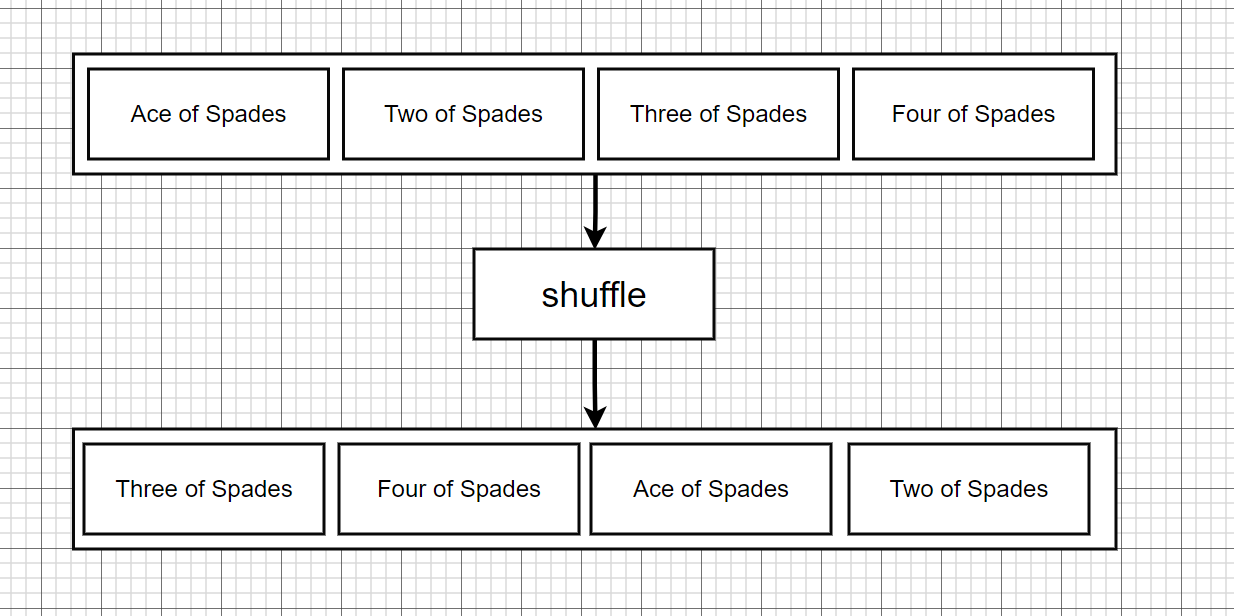 Ace of Spades
Two of Spades
Three of Spades
Four of Spades
shuffle
Three of Spades
Four of Spades
Ace of Spades
Two of Spades